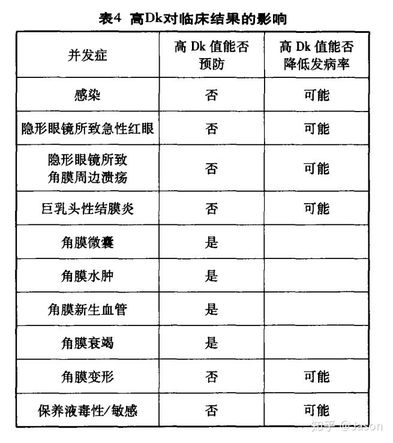 表4 高Dk对临床结果的影响
并发症 高 Dk 值能否预防 高 Dk 值能否降低发病率
感染 否 可能
隐形眼镜所致急性红眼 否 可能
隐形眼镜所致角膜周边溃疡 否 可能
巨乳头性结膜炎 否 可能
角膜微囊 是
角膜水肿 是
角膜新生血管 是
角膜衰竭 是
角膜变形 否 可能
保养液毒性/敏感 否 可能
知乎 @Jason